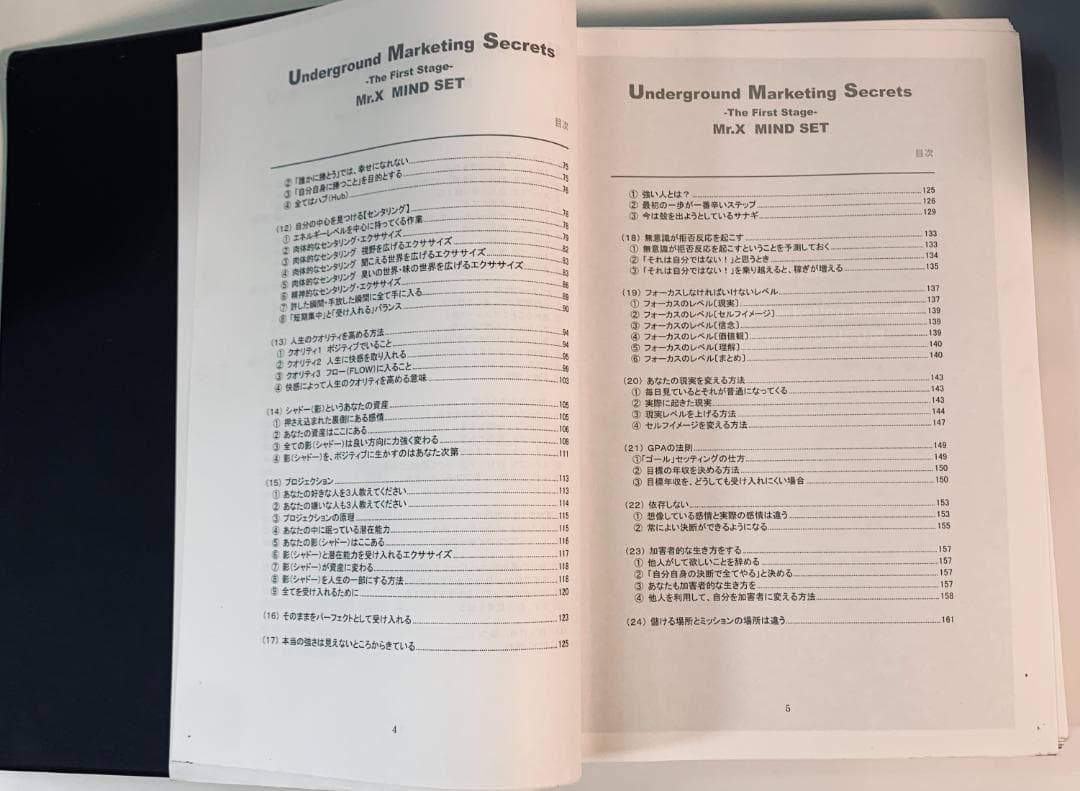 Underground Marketing Secrets
-The First Stage-
Mr.X MIND SET
目次
② 「誰かに勝とう」では、幸せになれない 75
③ 「自分自身に勝つこと」を目的とする 75
④ 全てはハブ(Hub) 76
(12) 自分の中心を見つける【センタリング】 76
① エネルギーレベルを中心に持ってくる作業 78
② 肉体的なセンタリング・エクササイズ 79
③ 肉体的なセンタリング 視野を広げるエクササイズ 82
④ 肉体的なセンタリング 聞こえる世界を広げるエクササイズ 83
⑤ 肉体的なセンタリング 臭いの世界・味の世界を広げるエクササイズ 83
⑥ 精神的なセンタリング・エクササイズ 86
⑦ 許した瞬間・手放した瞬間に全て手に入る 89
⑧ 「短期集中」と「受け入れる」バランス 90
(13) 人生のクオリティを高める方法 94
① クオリティ1 ポジティブでいること 94
② クオリティ2 人生に快感を取り入れる 95
③ クオリティ3 フロー(FLOW)に入ること 96
④ 快感によって人生のクオリティを高める意味 103
(14) シャドー(影)というあなたの資産 105
① 押さえ込まれた裏側にある感情 105
② あなたの資産はここにある 106
③ 全ての影(シャドー)は良い方向に力強く変わる 108
④ 影(シャドー)を、ポジティブに生かすのはあなた次第 111
(15) プロジェクション 113
① あなたの好きな人を3人教えてください 113
② あなたの嫌いな人も3人教えてください 114
③ プロジェクションの原理 115
④ あなたの中に眠っている潜在能力 115
⑤ あなたの影(シャドー)はここある 116
⑥ 影(シャドー)と潜在能力を受け入れるエクササイズ 117
⑦ 影(シャドー)が資産に変わる 118
⑧ 影(シャドー)を人生の一部にする方法 118
⑨ 全てを受け入れるために 120
(16) そのままをパーフェクトとして受け入れる 123
(17) 本当の強さは見えないところからきている 125
4
Underground Marketing Secrets
-The First Stage-
Mr.X MIND SET
目次
① 強い人とは? 125
② 最初の一歩が一番辛いステップ 126
③ 今は殻を出ようとしているサナギ 129
(18) 無意識が拒否反応を起こす 133
① 無意識が拒否反応を起こすということを予測しておく 133
② 「それは自分ではない!」と思うとき 134
③ 「それは自分ではない!」を乗り越えると、稼ぎが増える 135
(19) フォーカスしなければいけないレベル 137
① フォーカスのレベル〔現実〕 137
② フォーカスのレベル〔セルフイメージ〕 139
③ フォーカスのレベル〔信念〕 139
④ フォーカスのレベル〔価値観〕 139
⑤ フォーカスのレベル〔理解〕 140
⑥ フォーカスのレベル〔まとめ〕 140
(20) あなたの現実を変える方法 143
① 毎日見ているとそれが普通になってくる 143
② 実際に起きた現実 143
③ 現実レベルを上げる方法 144
④ セルフイメージを変える方法 147
(21) GPAの法則 149
①「ゴール」セッティングの仕方 149
② 目標の年収を決める方法 150
③ 目標年収を、どうしても受け入れにくい場合 150
(22) 依存しない 153
① 想像している感情と実際の感情は違う 153
② 常によい決断ができるようになる 155
(23) 加害者的な生き方をする 157
① 他人がして欲しいことを辞める 157
② 「自分自身の決断で全てやる」と決める 157
③ あなたも加害者的な生き方を 157
④ 他人を利用して、自分を加害者に変える方法 158
(24) 儲ける場所とミッションの場所は違う 161
5